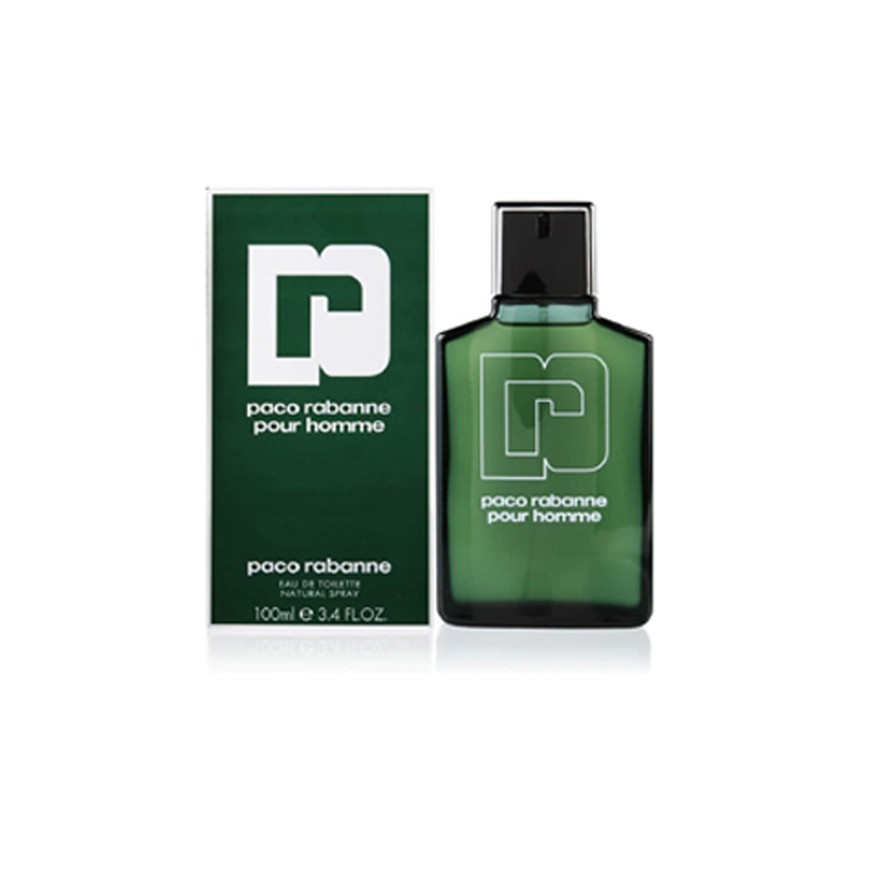 paco rabanne
pour homme
paco rabanne
EAU DE TOILETTE
NATURAL SPRAY
100ml e 3.4 FL.OZ.
paco rabanne
pour homme